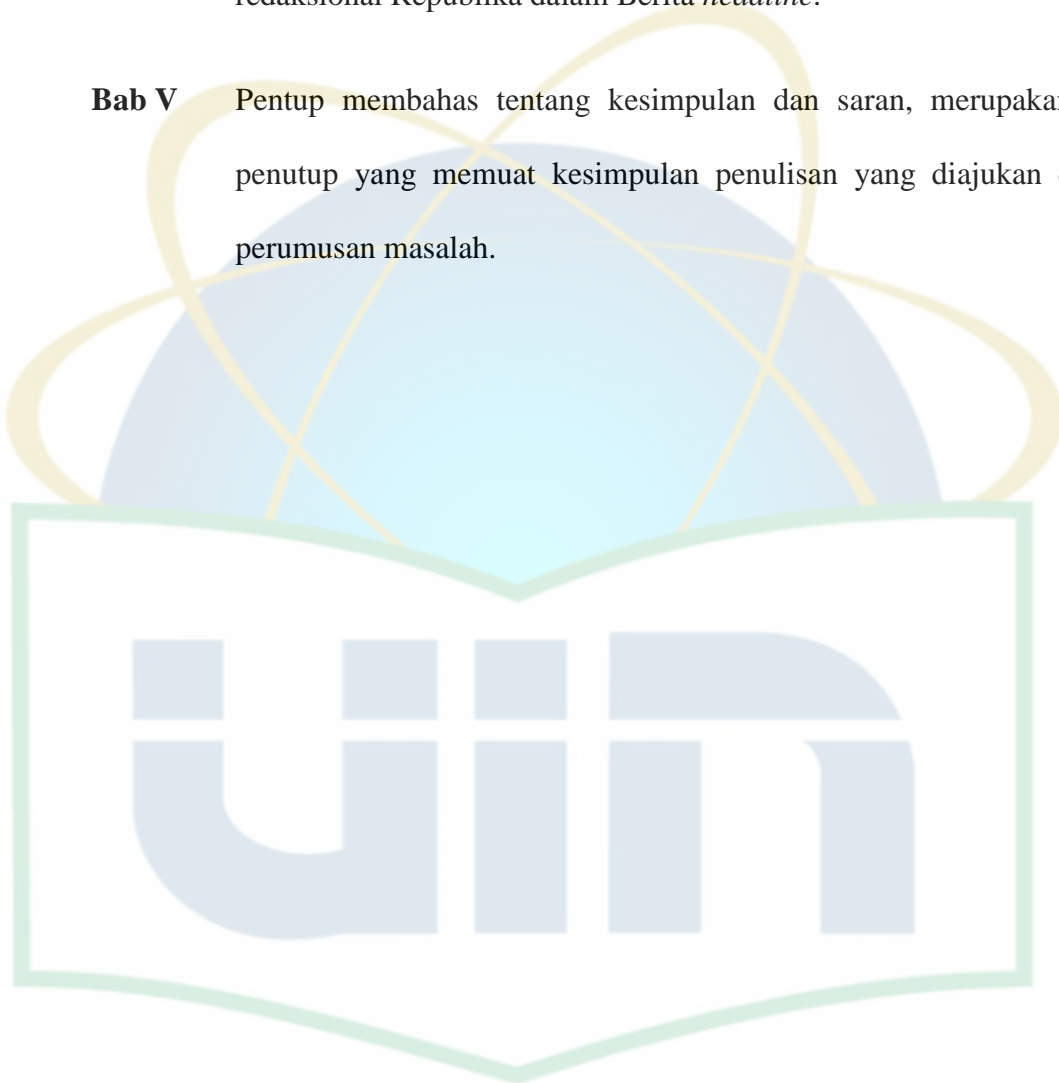 redaksional Republika dalam Berita headline.
Bab V Pentup membahas tentang kesimpulan dan saran, merupakan
penutup yang memuat kesimpulan penulisan yang diajukan
perumusan masalah.
uin